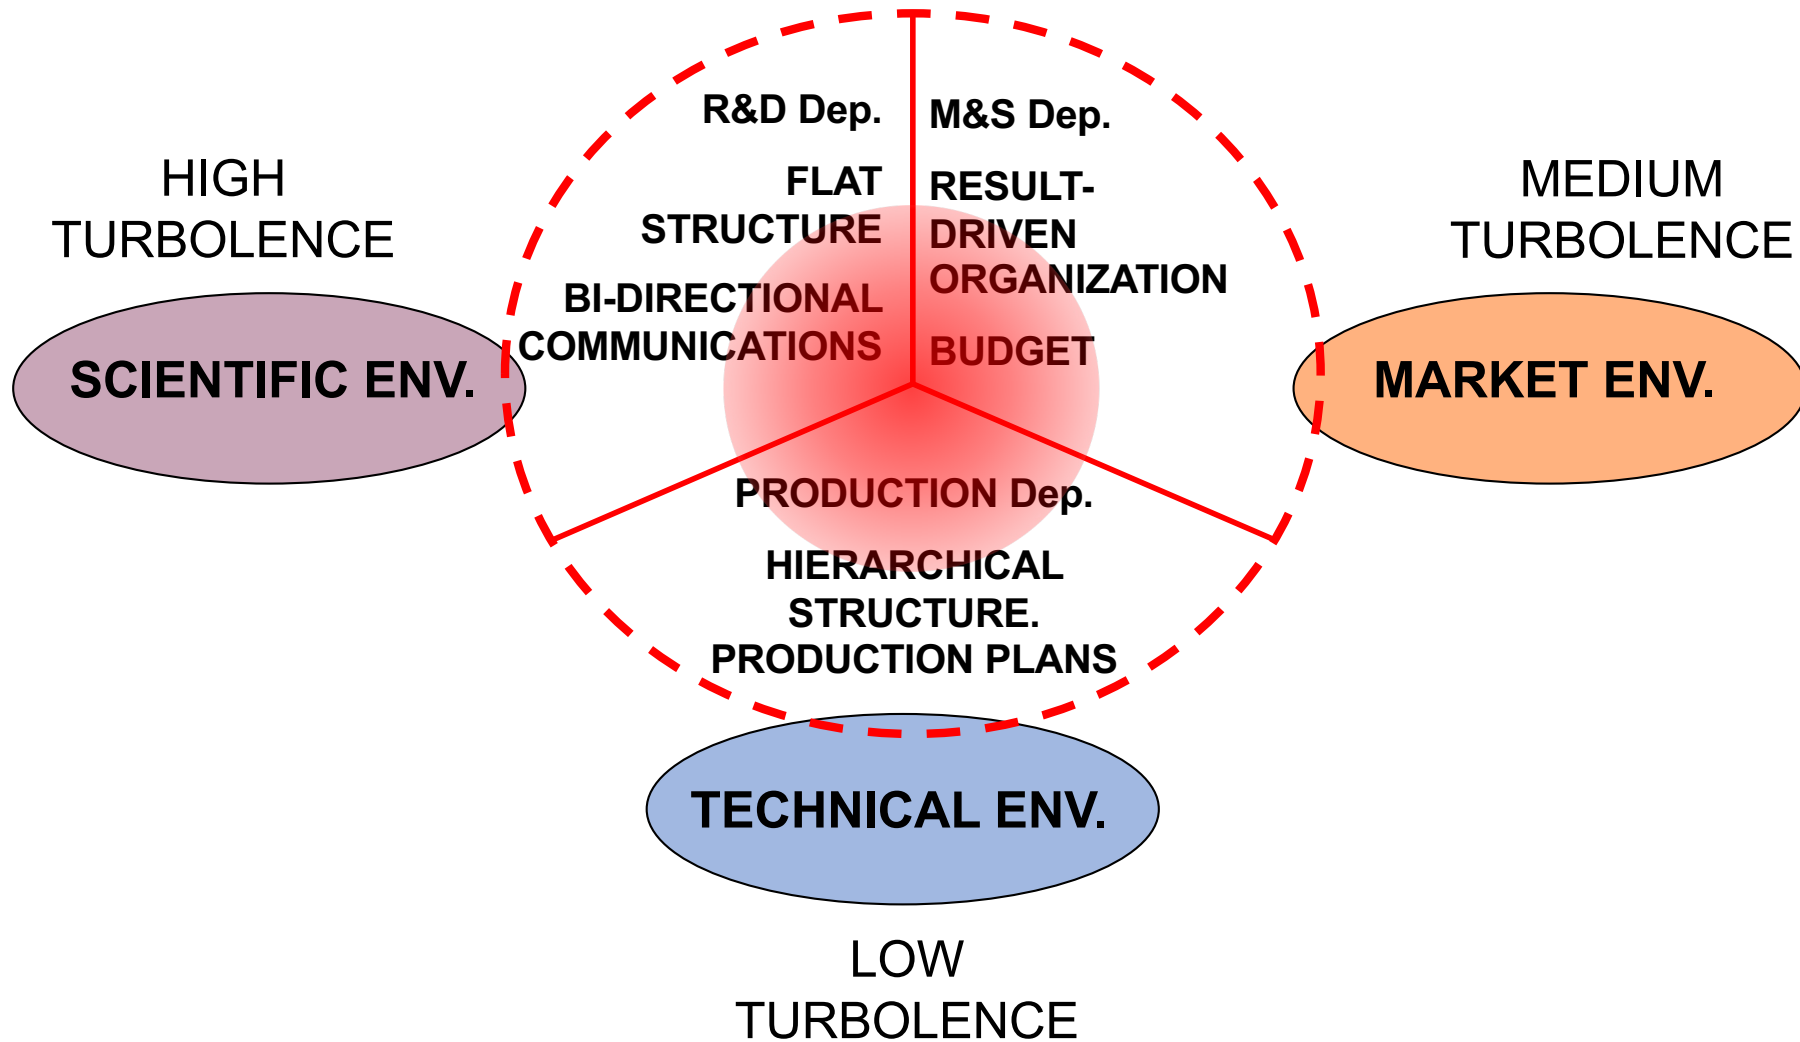 R&D Dep.
FLAT
STRUCTURE
BI-DIRECTIONAL
COMMUNICATIONS
M&S Dep.
RESULT-
DRIVEN
ORGANIZATION
BUDGET
HIGH
TURBOLENCE
SCIENTIFIC ENV.
MEDIUM
TURBOLENCE
MARKET ENV.
PRODUCTION Dep.
HIERARCHICAL
STRUCTURE.
PRODUCTION PLANS
TECHNICAL ENV.
LOW
TURBOLENCE